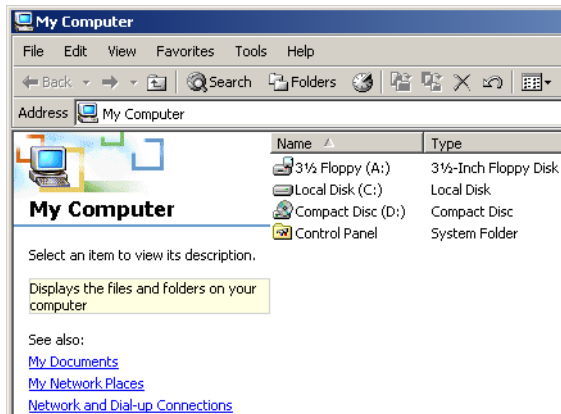 My Computer
File Edit View Favorites Tools Help
Back Search Folders
Address My Computer
Name Type
3½ Floppy (A:) 3½-Inch Floppy Disk
Local Disk (C:) Local Disk
Compact Disc (D:) Compact Disc
Control Panel System Folder
My Computer
Select an item to view its description.
Displays the files and folders on your
computer
See also:
My Documents
My Network Places
Network and Dial-up Connections